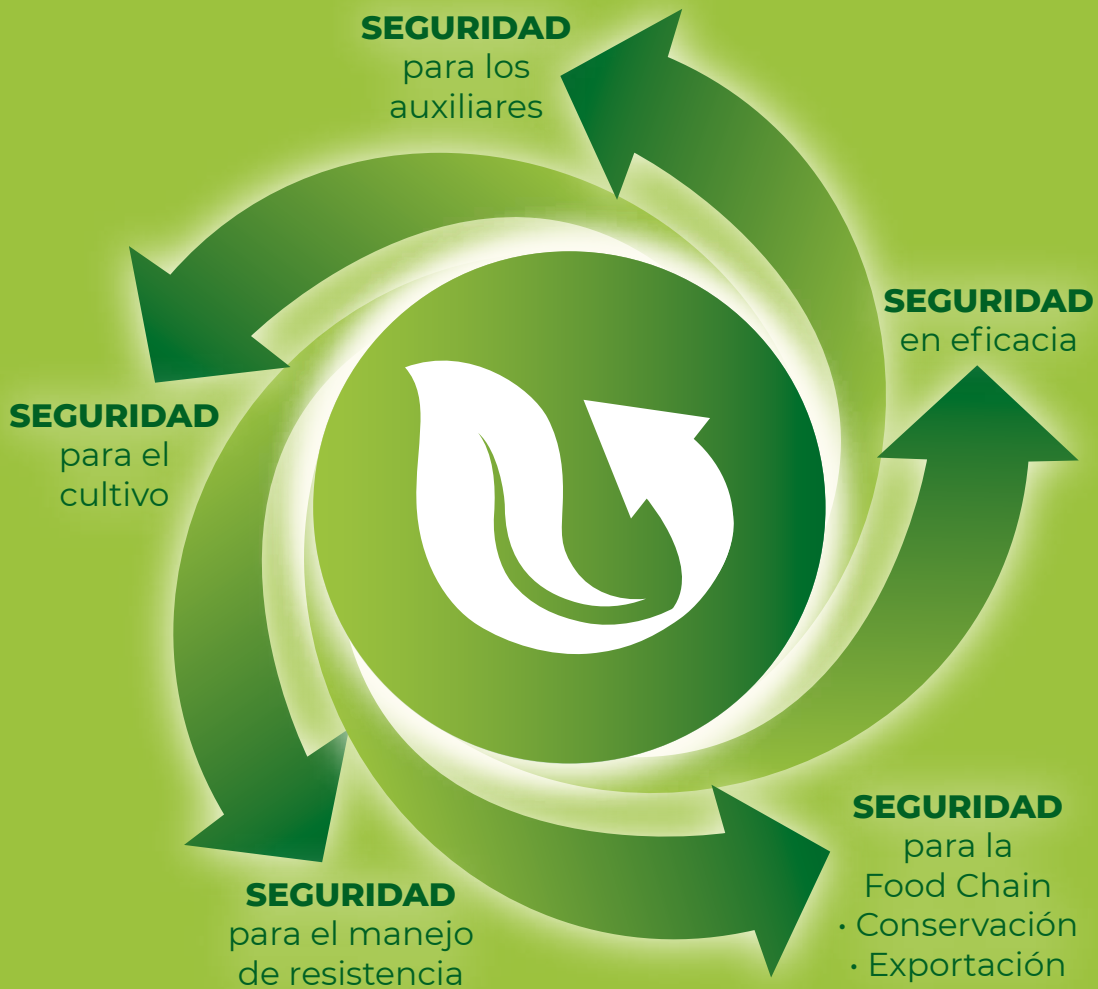 SEGURIDAD
para los
auxiliares
SEGURIDAD
en eficacia
SEGURIDAD
para el
cultivo
SEGURIDAD
para la
Food Chain
· Conservación
· Exportación
SEGURIDAD
para el manejo
de resistencia